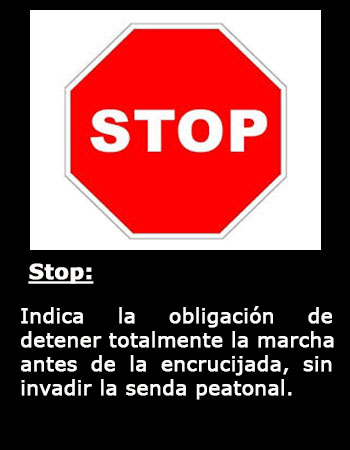 STOP
Stop:
Indica la obligación de
detener totalmente la marcha
antes de la encrucijada, sin
invadir la senda peatonal.